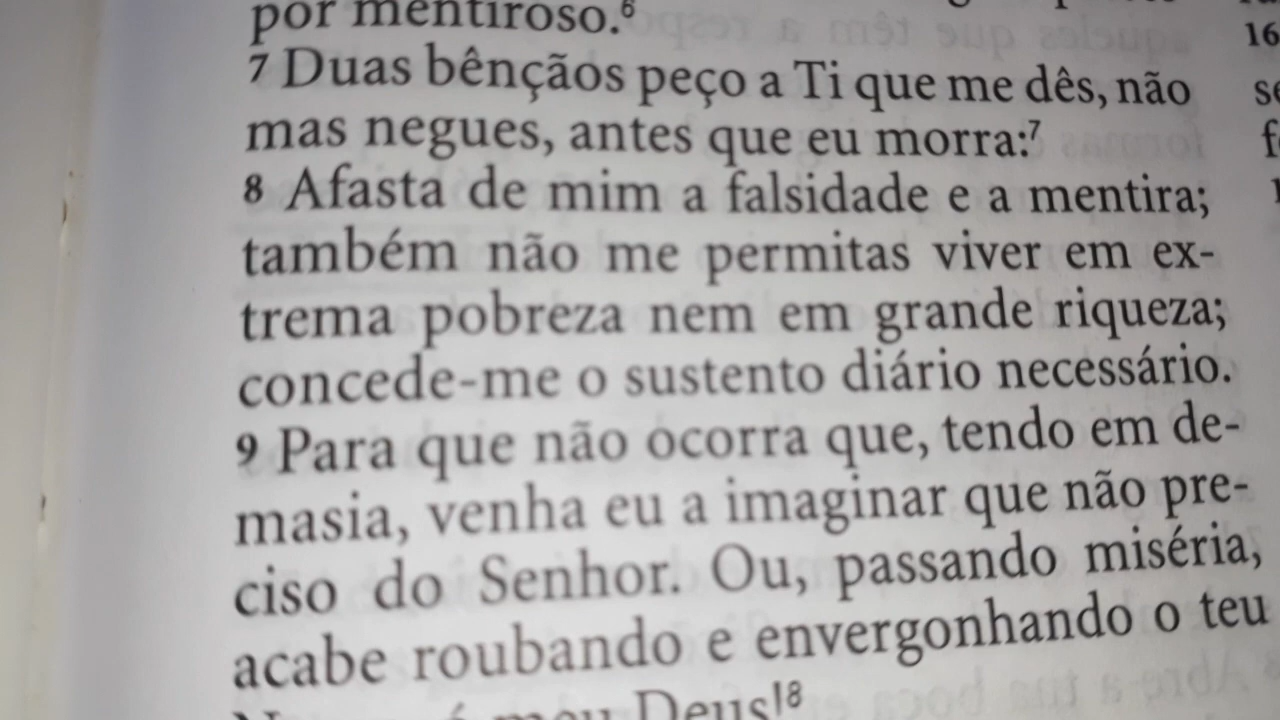 por mentiroso.⁶
7 Duas bênçãos peço a Ti que me dês, não
mas negues, antes que eu morra:⁷
8 Afasta de mim a falsidade e a mentira;
também não me permitas viver em ex-
trema pobreza nem em grande riqueza;
concede-me o sustento diário necessário.
9 Para que não ocorra que, tendo em de-
masia, venha eu a imaginar que não pre-
ciso do Senhor. Ou, passando miséria,
acabe roubando e envergonhando o teu
meu Deus!⁸
16